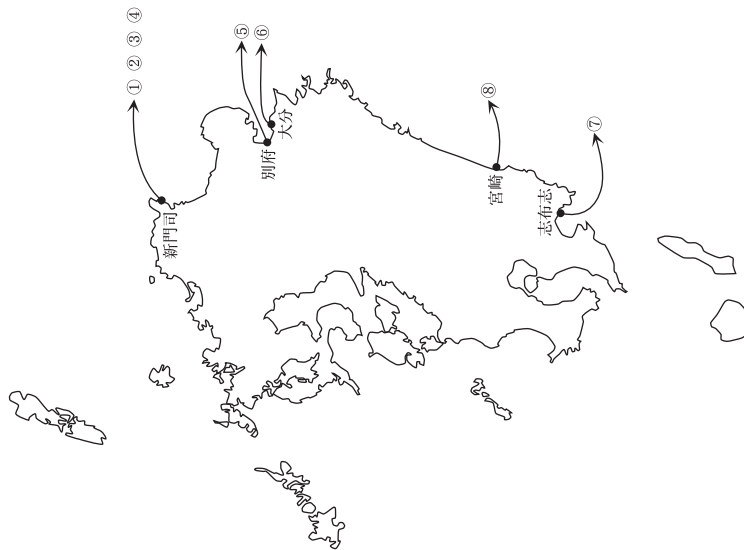 ① ② ③ ④
新門司
⑤
⑥
別府
大分
⑧
宮崎
⑦
志布志